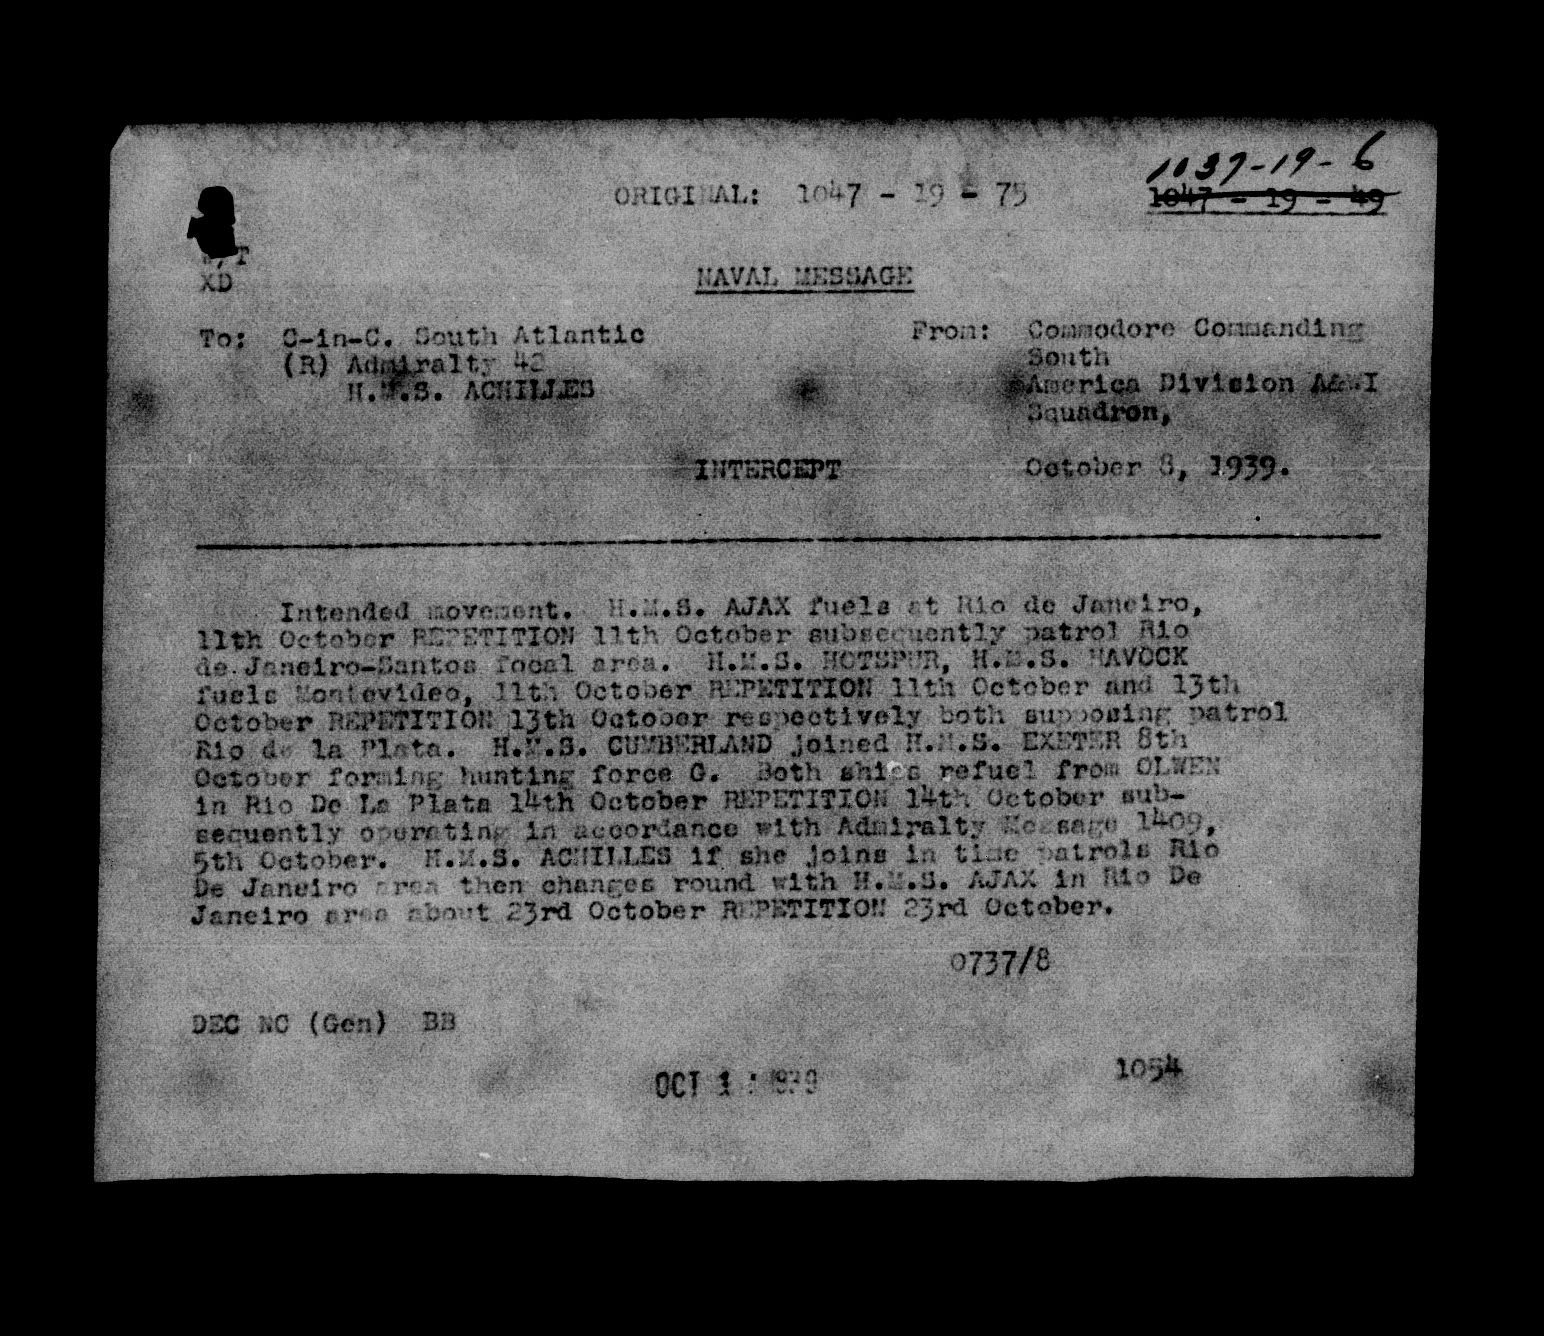 1037-19-6
ORIGINAL: 1047 - 19 - 75
1047 - 19 - 49
XD
NAVAL MESSAGE
To: C-in-C. South Atlantic
From: Commodore Commanding
(R) Admiralty 42
South
H.M.S. ACHILLES
America Division A&WI
Squadron,
INTERCEPT
October 8, 1939.
Intended movement. H.M.S. AJAX fuels at Rio de Janeiro,
11th October REPETITION 11th October subsequently patrol Rio
de Janeiro-Santos focal area. H.M.S. HOTSPUR, H.M.S. HAVOCK
fuels Montevideo, 11th October REPETITION 11th October and 13th
October REPETITION 13th October respectively both supposing patrol
Rio de la Plata. H.M.S. CUMBERLAND joined H.M.S. EXETER 8th
October forming hunting force G. Both ships refuel from OLWEN
in Rio De La Plata 14th October REPETITION 14th October sub-
sequently operating in accordance with Admiralty Message 1409,
5th October. H.M.S. ACHILLES if she joins in time patrols Rio
De Janeiro area then changes round with H.M.S. AJAX in Rio De
Janeiro area about 23rd October REPETITION 23rd October.
0737/8
DEC NC (Gen) BB
OCT 1 1939
1054